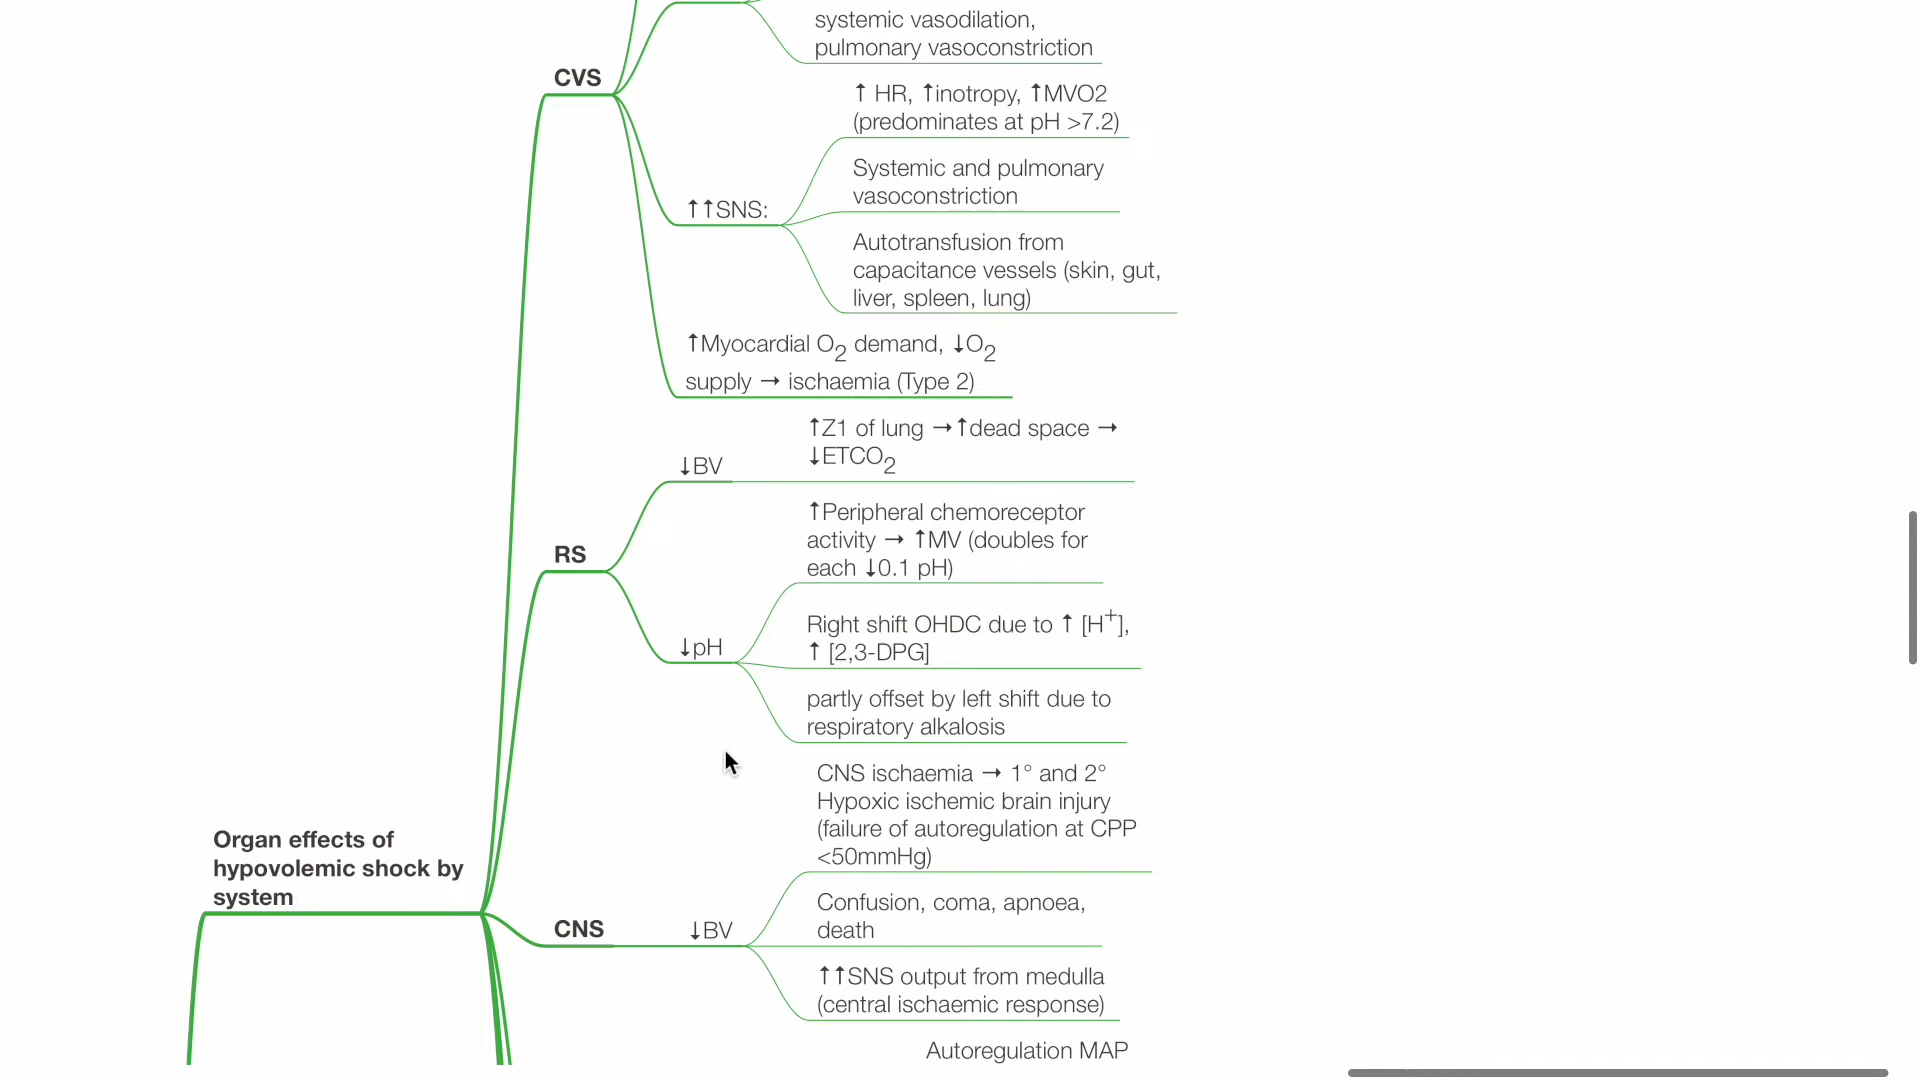 systemic vasodilation,
pulmonary vasoconstriction
CVS
↑ HR, ↑inotropy, ↑MVO2
(predominates at pH >7.2)
Systemic and pulmonary
vasoconstriction
↑↑SNS:
Autotransfusion from
capacitance vessels (skin, gut,
liver, spleen, lung)
↑Myocardial O2 demand, ↓O2
supply → ischaemia (Type 2)
↑Z1 of lung →↑dead space →
↓ETCO2
↓BV
↑Peripheral chemoreceptor
activity → ↑MV (doubles for
each ↓0.1 pH)
RS
Right shift OHDC due to ↑ [H+],
↑ [2,3-DPG]
↓pH
partly offset by left shift due to
respiratory alkalosis
CNS ischaemia → 1° and 2°
Hypoxic ischemic brain injury
(failure of autoregulation at CPP
<50mmHg)
Organ effects of
hypovolemic shock by
system
Confusion, coma, apnoea,
death
CNS
↓BV
↑↑SNS output from medulla
(central ischaemic response)
Autoregulation MAP